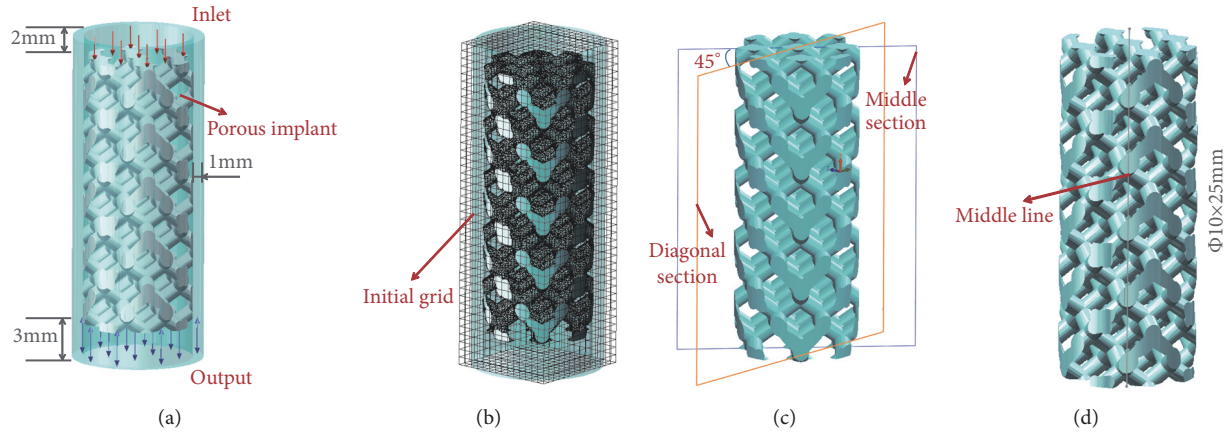 Inlet
2mm
Porous implant
1mm
3mm
Output
(a)
Initial grid
(b)
45°
Middle
section
Diagonal
section
(c)
Middle line
Φ10×25mm
(d)